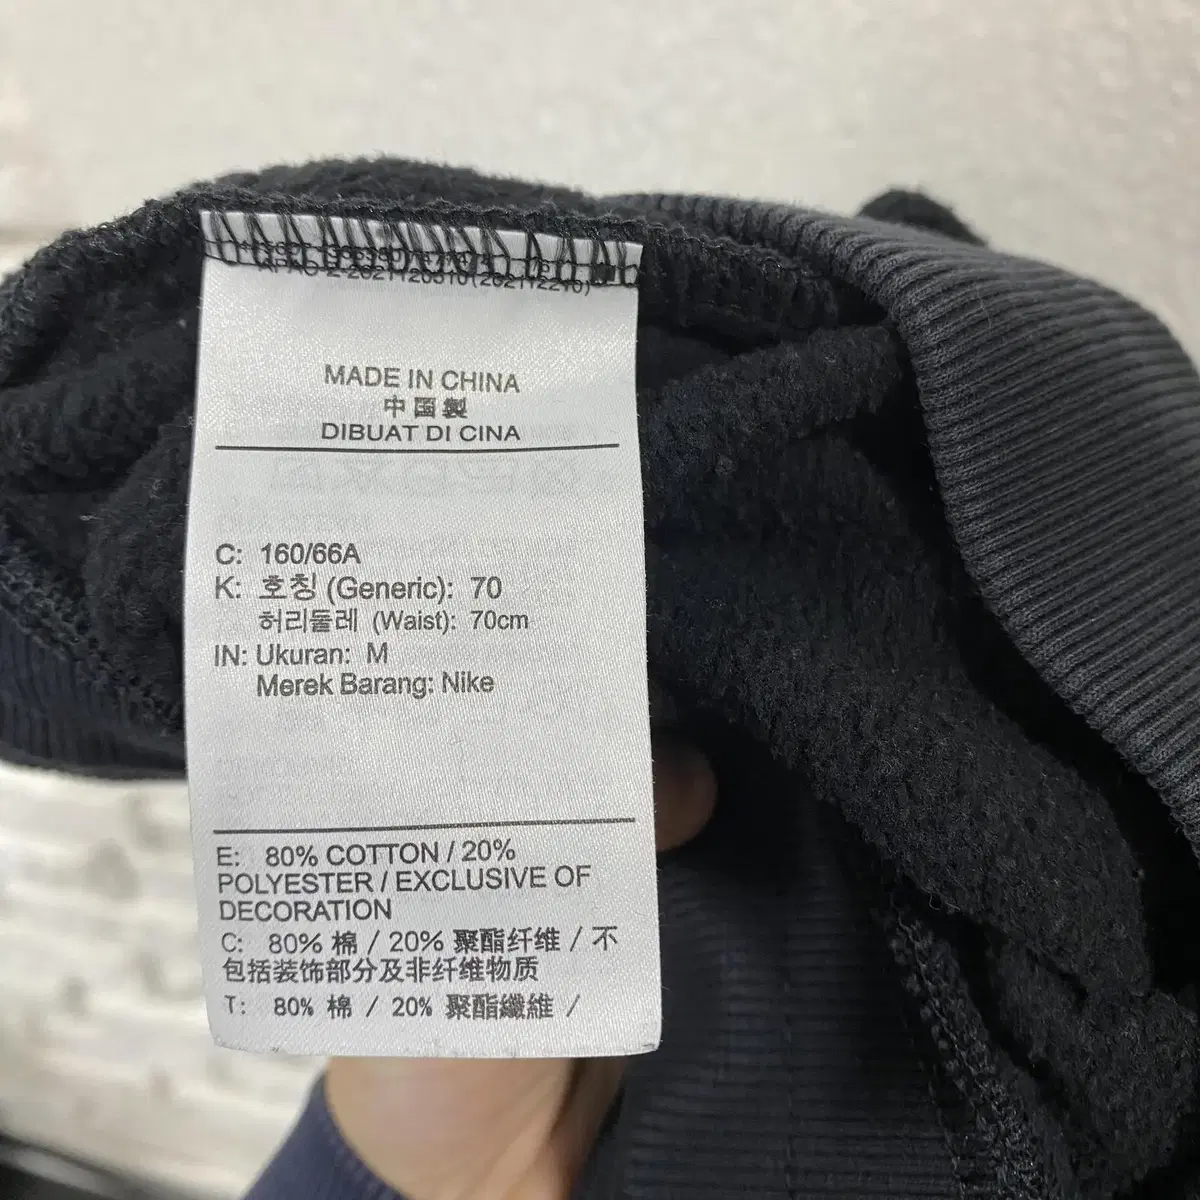 MADE IN CHINA
中国製
DIBUAT DI CINA
C: 160/66A
K: 호칭 (Generic): 70
허리둘레 (Waist): 70cm
IN: Ukuran: M
Merek Barang: Nike
E: 80% COTTON / 20%
POLYESTER / EXCLUSIVE OF
DECORATION
C: 80% 棉 / 20% 聚酯纤维 / 不
包括装饰部分及非纤维物质
T: 80% 棉 / 20% 聚酯纖維 /